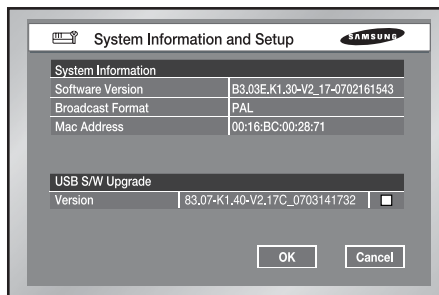 System Information and Setup
SAMSUNG
System Information
Software Version B3.03E.K1.30-V2_17-0702161543
Broadcast Format PAL
Mac Address 00:16:BC:00:28:71
USB S/W Upgrade
Version 83.07-K1.40-V2.17C_0703141732
OK Cancel